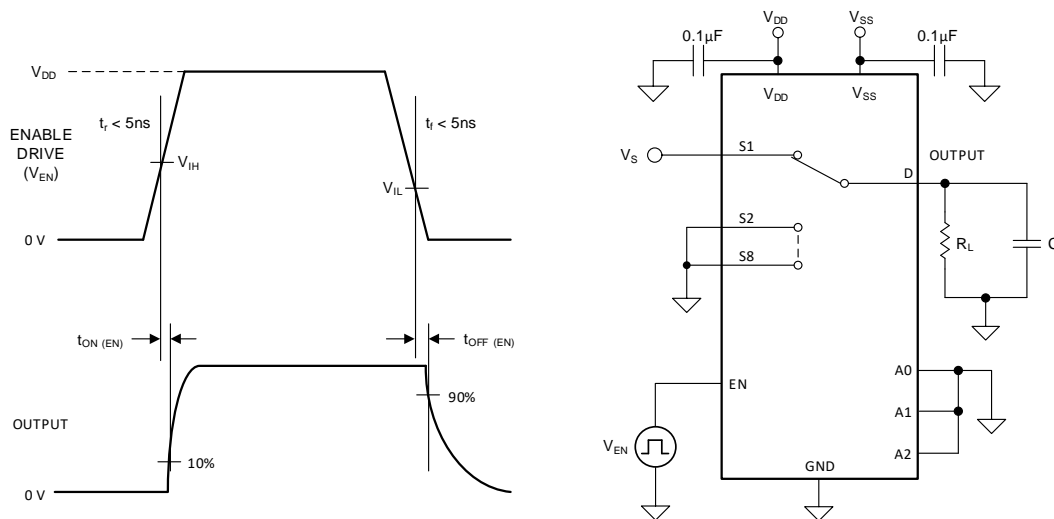 V_DD
ENABLE
DRIVE
(V_EN)
t_r < 5ns
V_IH
t_f < 5ns
V_IL
0 V
t_ON (EN)
t_OFF (EN)
90%
OUTPUT
10%
0 V
V_DD
V_SS
0.1µF
0.1µF
V_DD
V_SS
V_S
S1
OUTPUT
D
S2
S8
R_L
EN
V_EN
A0
A1
A2
GND